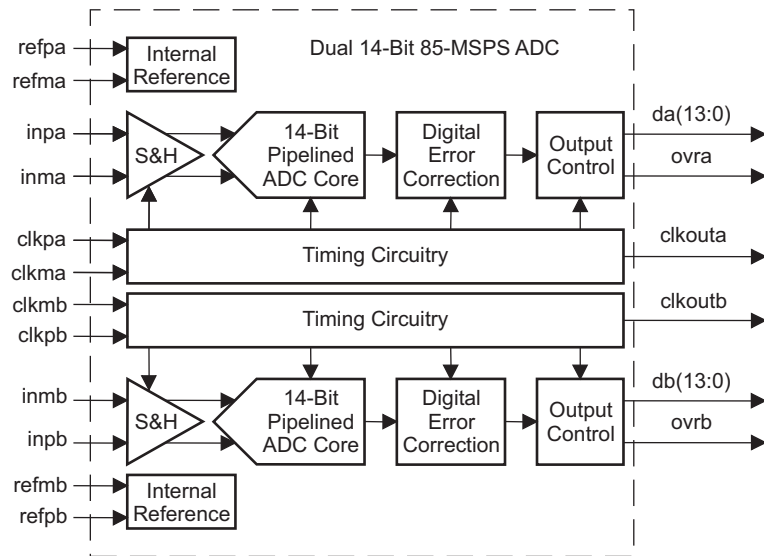 refpa
refma
Internal
Reference
Dual 14-Bit 85-MSPS ADC
inpa
inma
S&H
14-Bit
Pipelined
ADC Core
Digital
Error
Correction
Output
Control
da(13:0)
ovra
clkpa
clkma
Timing Circuitry
clkouta
clkmb
clkpb
Timing Circuitry
clkoutb
inmb
inpb
S&H
14-Bit
Pipelined
ADC Core
Digital
Error
Correction
Output
Control
db(13:0)
ovrb
refmb
refpb
Internal
Reference